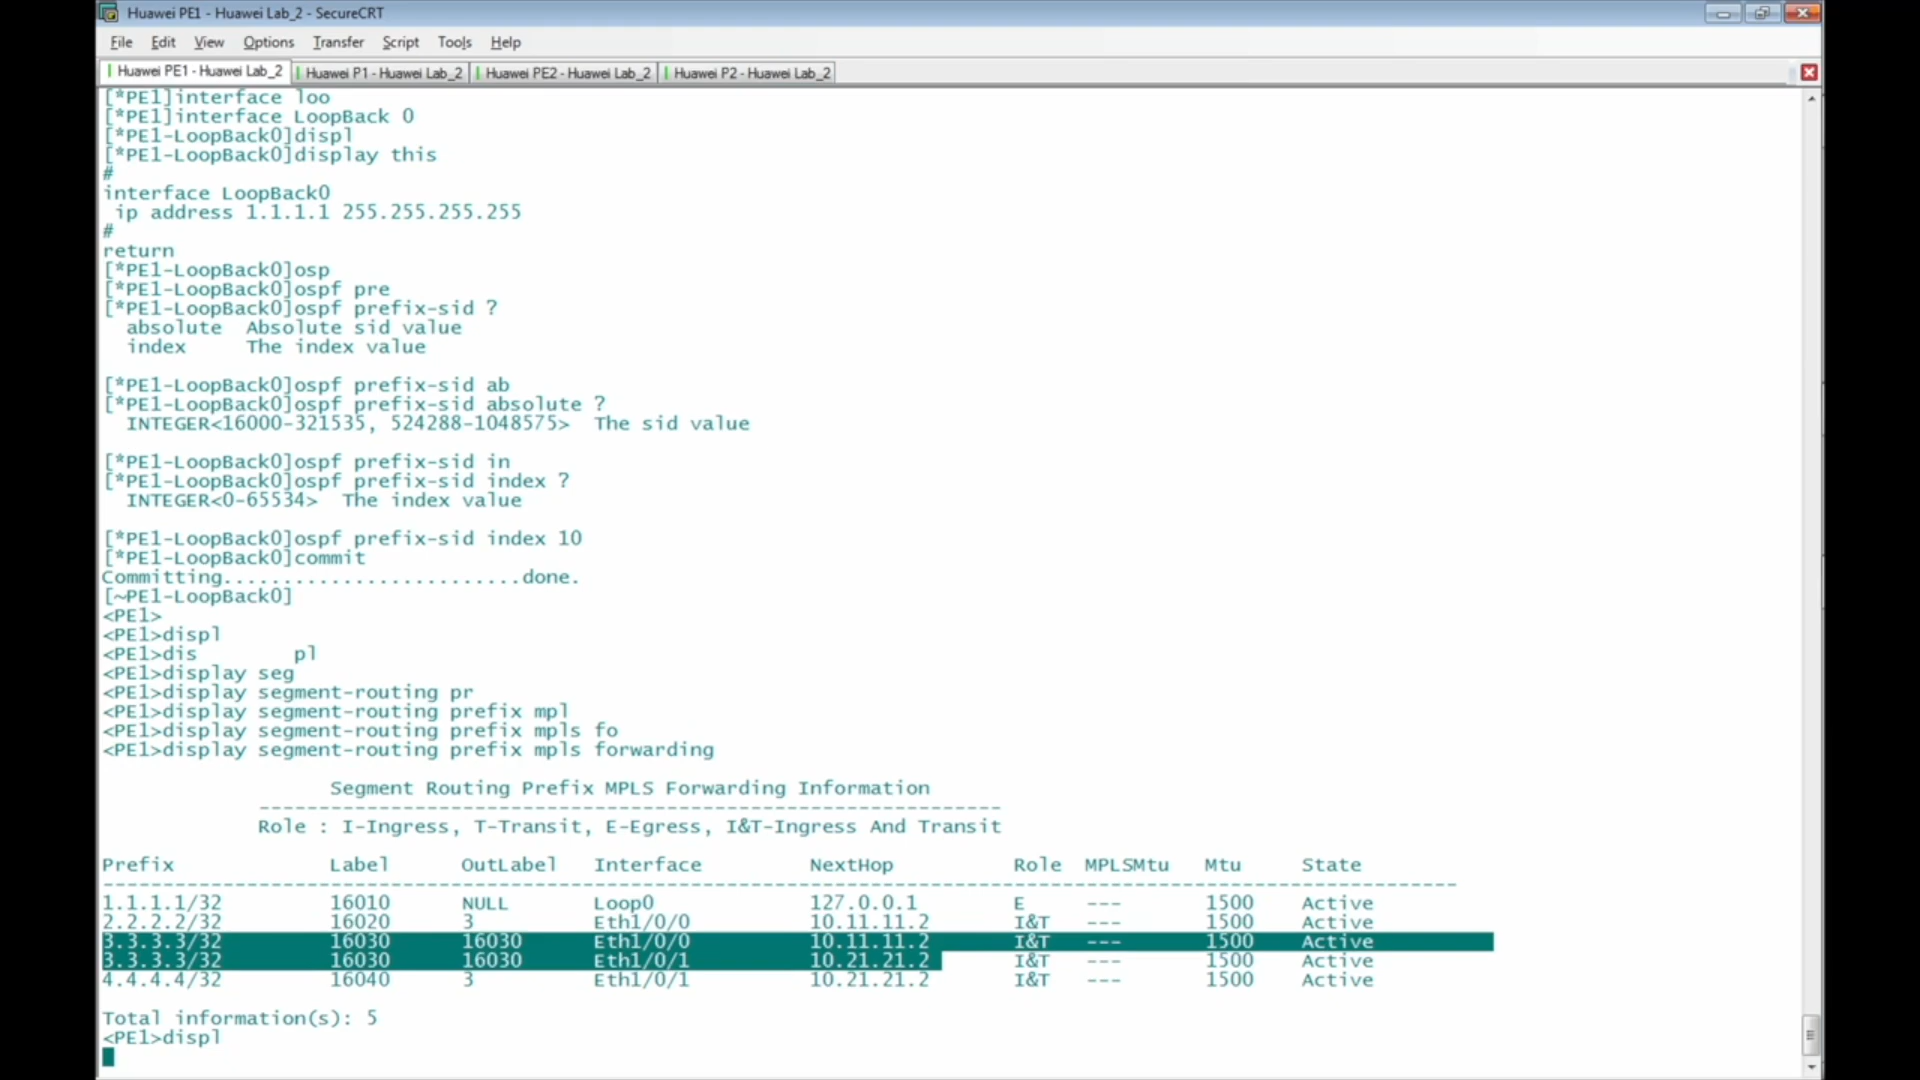 Huawei PE1 - Huawei Lab_2 - SecureCRT
File Edit View Options Transfer Script Tools Help
Huawei PE1 - Huawei Lab_2 Huawei P1 - Huawei Lab_2 Huawei PE2 - Huawei Lab_2 Huawei P2 - Huawei Lab_2
[*PE1]interface loo
[*PE1]interface LoopBack 0
[*PE1-LoopBack0]displ
[*PE1-LoopBack0]display this
#
interface LoopBack0
 ip address 1.1.1.1 255.255.255.255
#
return
[*PE1-LoopBack0]osp
[*PE1-LoopBack0]ospf pre
[*PE1-LoopBack0]ospf prefix-sid ?
  absolute  Absolute sid value
  index     The index value
[*PE1-LoopBack0]ospf prefix-sid ab
[*PE1-LoopBack0]ospf prefix-sid absolute ?
  INTEGER<16000-321535, 524288-1048575>  The sid value
[*PE1-LoopBack0]ospf prefix-sid in
[*PE1-LoopBack0]ospf prefix-sid index ?
  INTEGER<0-65534>  The index value
[*PE1-LoopBack0]ospf prefix-sid index 10
[*PE1-LoopBack0]commit
Committing.........................done.
[~PE1-LoopBack0]
<PE1>
<PE1>displ
<PE1>dis        pl
<PE1>display seg
<PE1>display segment-routing pr
<PE1>display segment-routing prefix mpl
<PE1>display segment-routing prefix mpls fo
<PE1>display segment-routing prefix mpls forwarding
Segment Routing Prefix MPLS Forwarding Information
--------------------------------------------------------------
Role : I-Ingress, T-Transit, E-Egress, I&T-Ingress And Transit
Prefix Label OutLabel Interface NextHop Role MPLSMtu Mtu State
-----------------------------------------------------------------------------------------------------------------
1.1.1.1/32 16010 NULL Loop0 127.0.0.1 E --- 1500 Active
2.2.2.2/32 16020 3 Eth1/0/0 10.11.11.2 I&T --- 1500 Active
3.3.3.3/32 16030 16030 Eth1/0/0 10.11.11.2 I&T --- 1500 Active
3.3.3.3/32 16030 16030 Eth1/0/1 10.21.21.2 I&T --- 1500 Active
4.4.4.4/32 16040 3 Eth1/0/1 10.21.21.2 I&T --- 1500 Active
Total information(s): 5
<PE1>displ